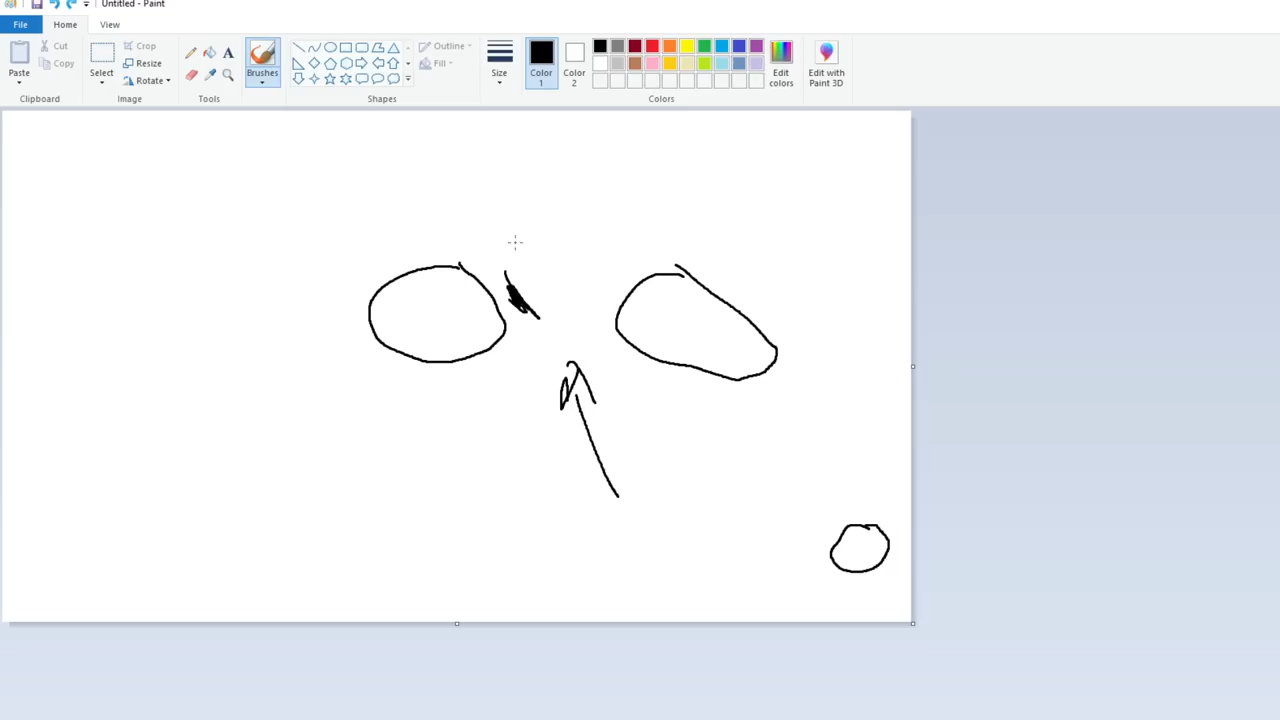 Untitled - Paint
File Home View
Paste
Cut
Copy
Clipboard
Select
Crop
Resize
Rotate
Image
Tools
Brushes
Shapes
Outline
Fill
Size
Color 1
Color 2
Edit colors
Colors
Edit with Paint 3D